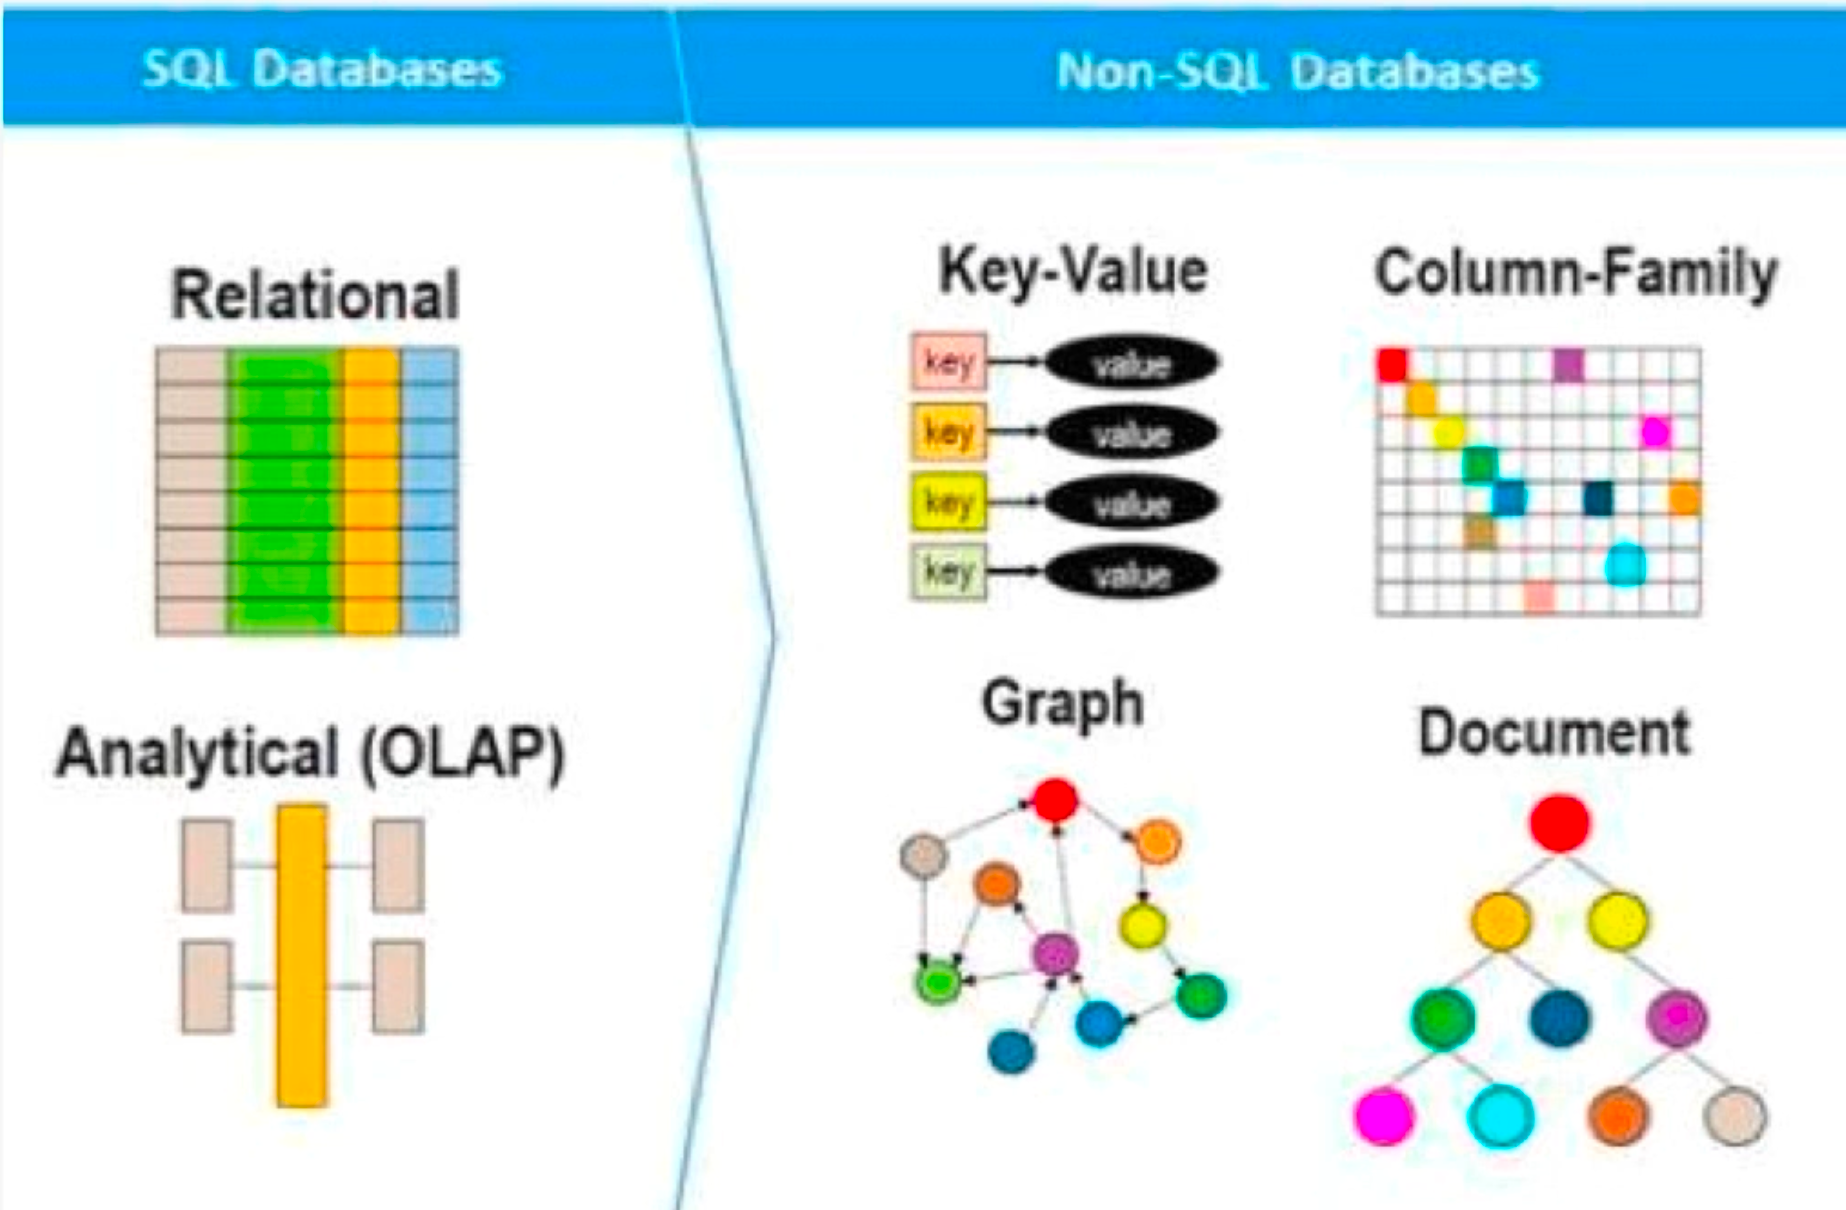 SQL Databases
Non-SQL Databases
Relational
Analytical (OLAP)
Key-Value
key value
key value
key value
key value
Column-Family
Graph
Document